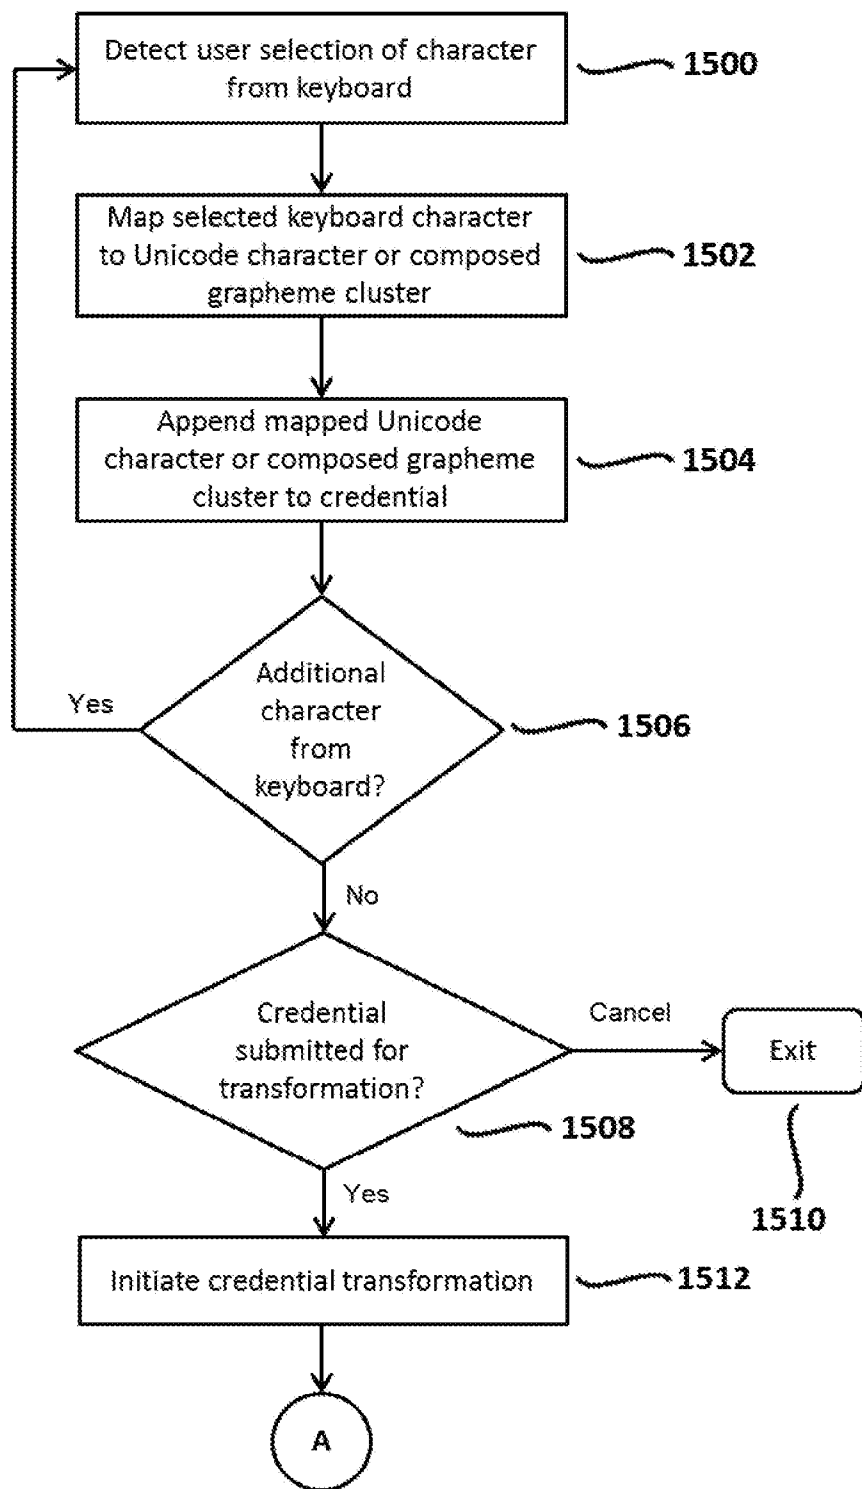 Detect user selection of character
from keyboard
1500
Map selected keyboard character
to Unicode character or composed
grapheme cluster
1502
Append mapped Unicode
character or composed grapheme
cluster to credential
1504
Additional
character
from
keyboard?
Yes
1506
No
Credential
submitted for
transformation?
Cancel
Exit
1508
1510
Yes
Initiate credential transformation
1512
A